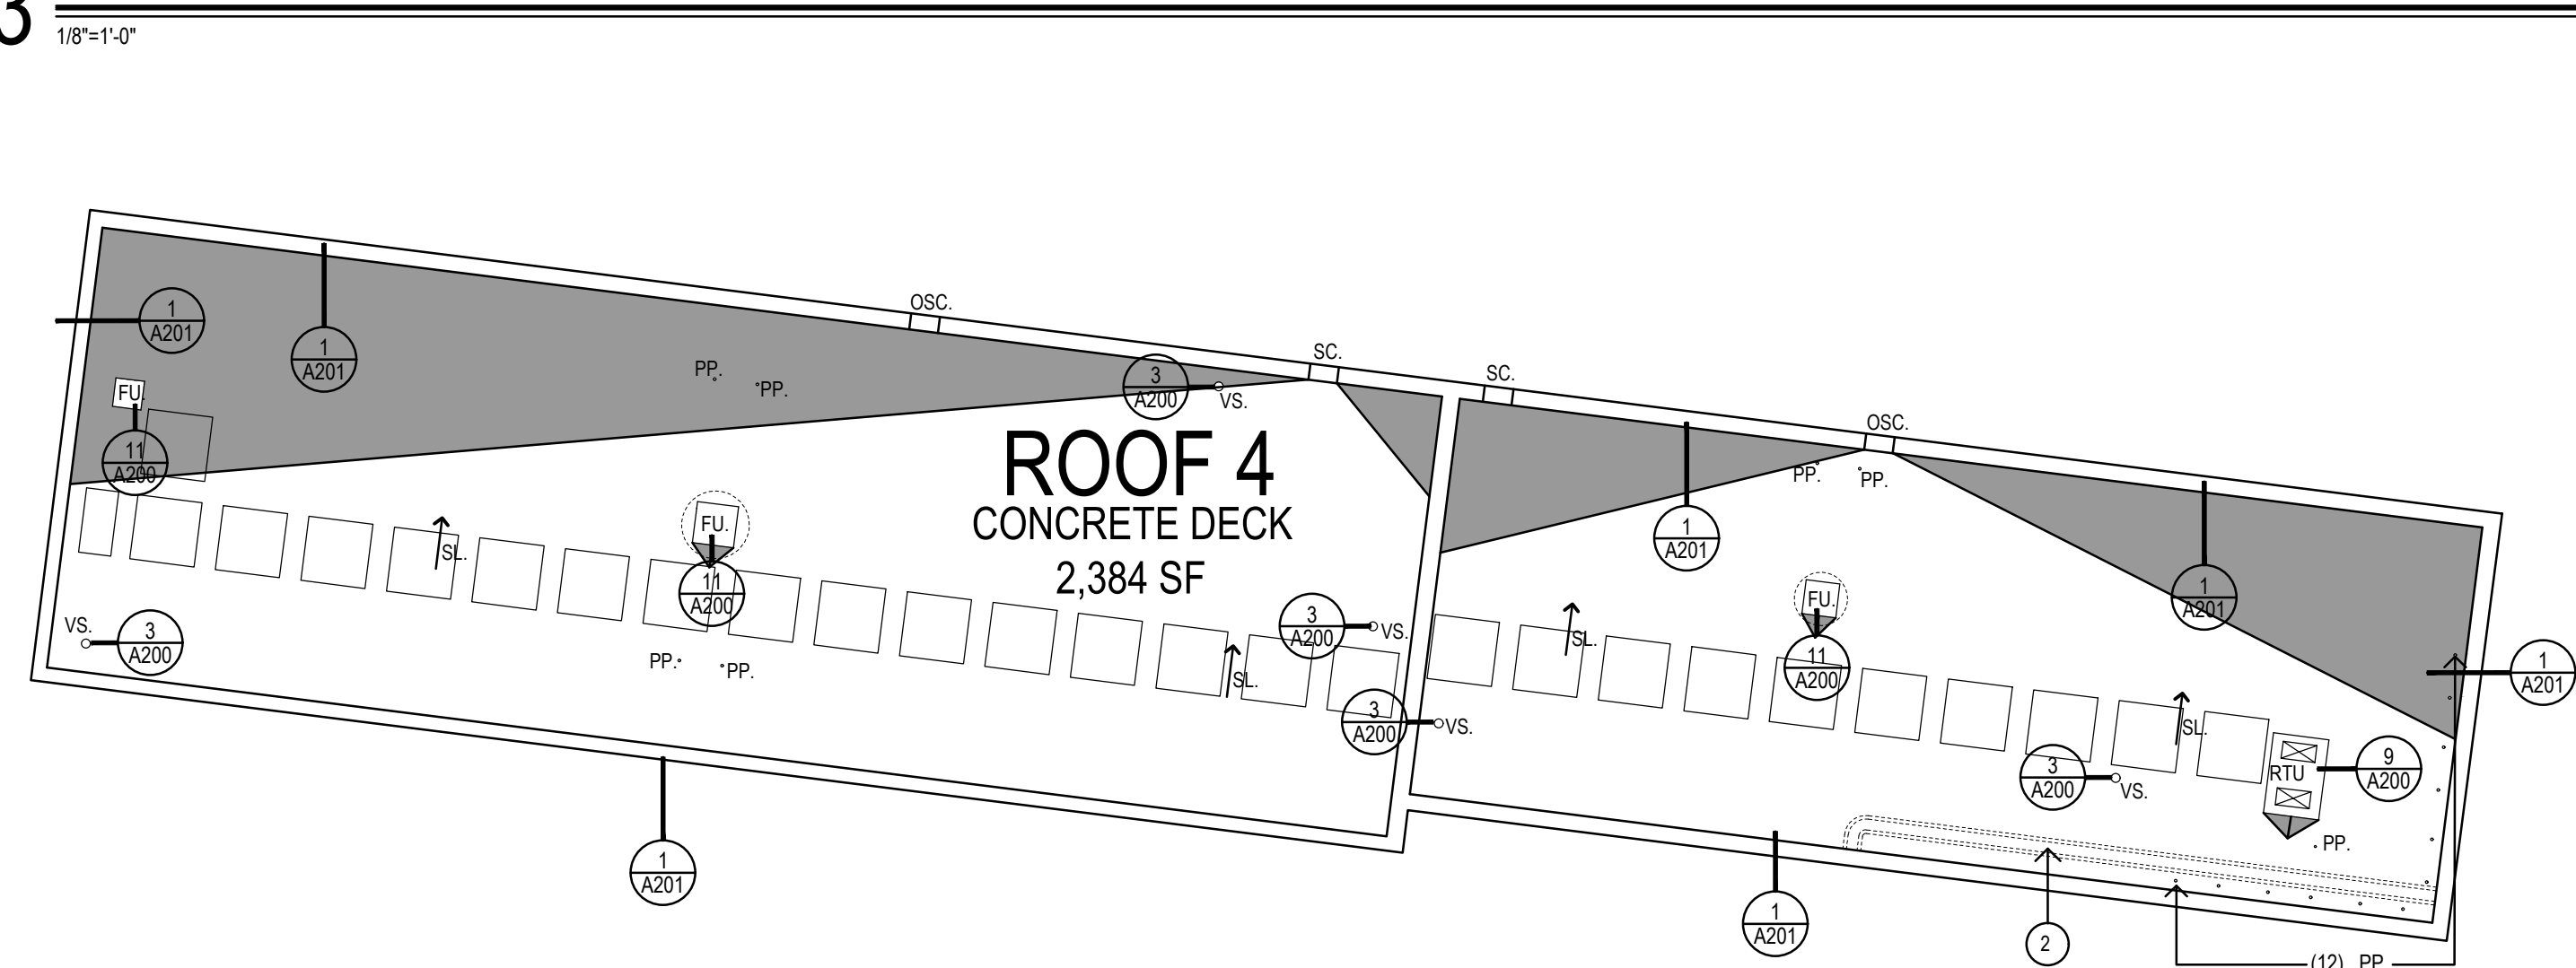 3
1/8"=1'-0"
OSC.
1
A201
1
A201
SC.
SC.
PP.
PP.
3
A200
VS.
FU.
OSC.
11
A200
ROOF 4
CONCRETE DECK
2,384 SF
PP.
PP.
FU.
SL.
1
A201
11
A200
FU.
1
A201
VS.
3
A200
3
A200
VS.
SL.
PP.
PP.
SL.
11
A200
1
A201
3
A200
VS.
SL.
RTU
9
A200
3
A200
VS.
PP.
1
A201
1
A201
2
(12) PP